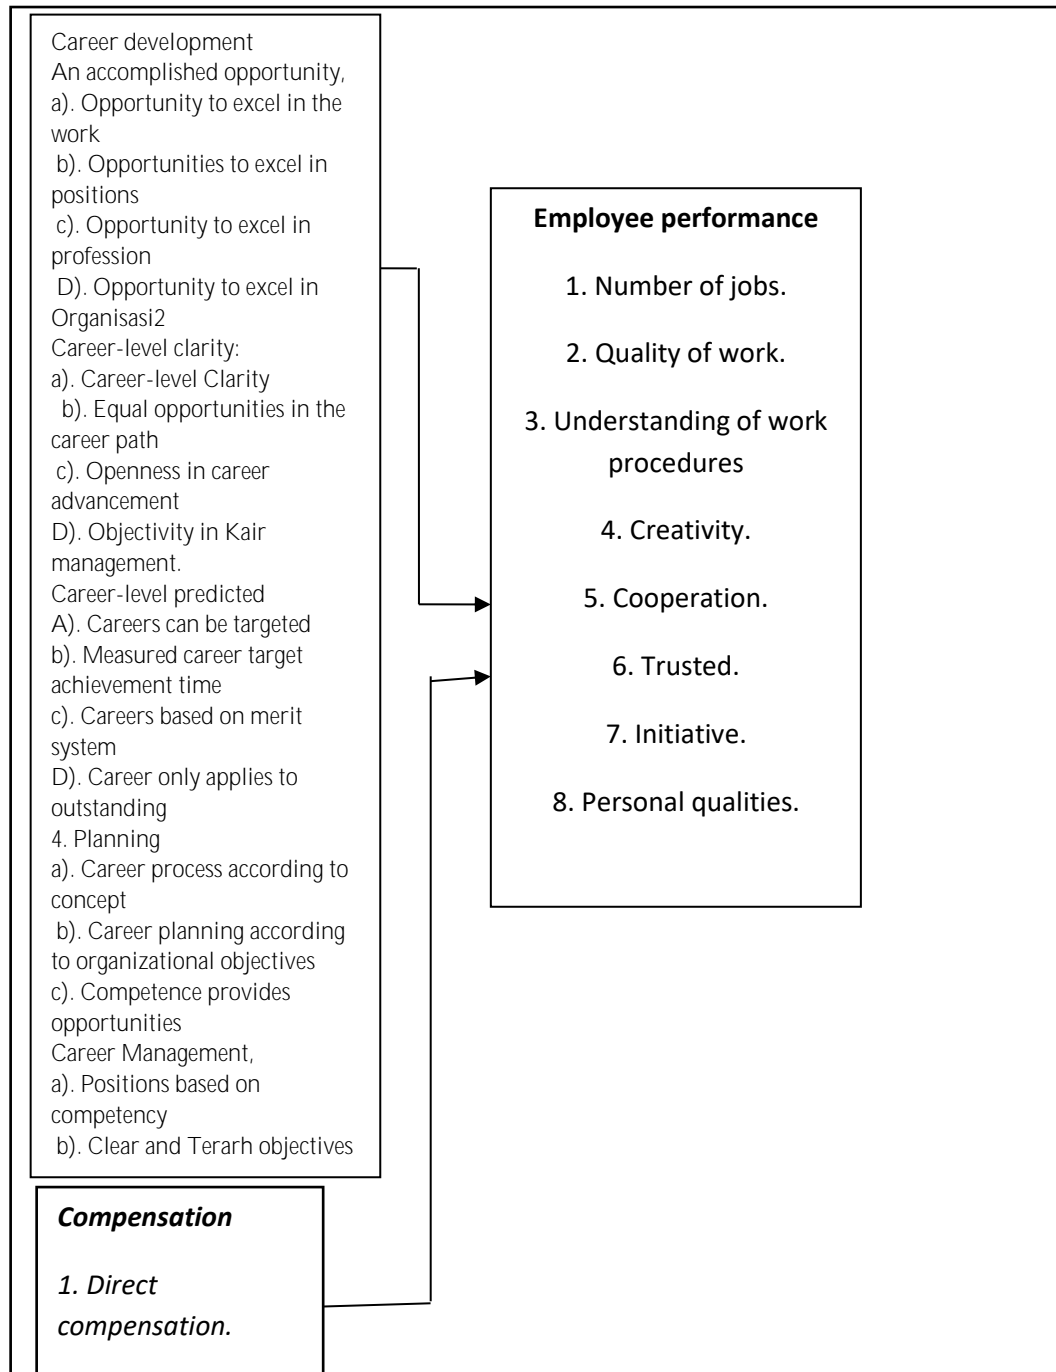 Career development
An accomplished opportunity,
a). Opportunity to excel in the
work
b). Opportunities to excel in
positions
c). Opportunity to excel in
profession
D). Opportunity to excel in
Organisasi2
Career-level clarity:
a). Career-level Clarity
b). Equal opportunities in the
career path
c). Openness in career
advancement
D). Objectivity in Kair
management.
Career-level predicted
A). Careers can be targeted
b). Measured career target
achievement time
c). Careers based on merit
system
D). Career only applies to
outstanding
4. Planning
a). Career process according to
concept
b). Career planning according
to organizational objectives
c). Competence provides
opportunities
Career Management,
a). Positions based on
competency
b). Clear and Terarh objectives
Compensation
1. Direct
compensation.
Employee performance
1. Number of jobs.
2. Quality of work.
3. Understanding of work
procedures
4. Creativity.
5. Cooperation.
6. Trusted.
7. Initiative.
8. Personal qualities.